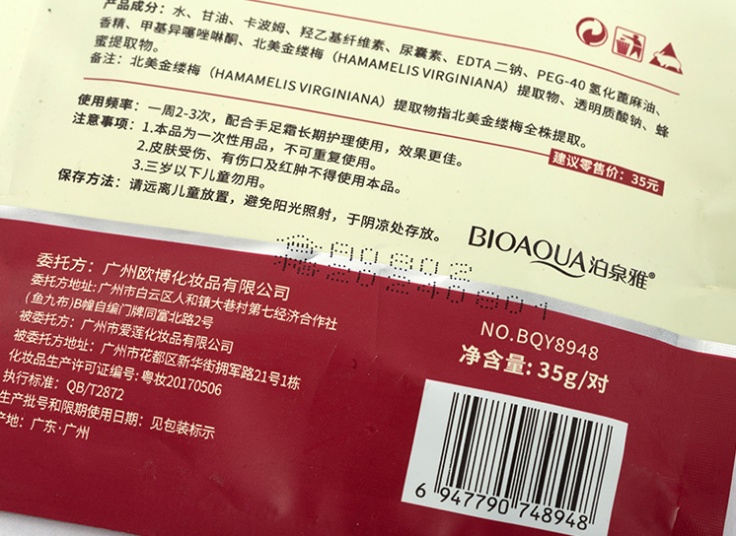 产品成分：水、甘油、卡波姆、羟乙基纤维素、尿囊素、EDTA 二钠、PEG-40 氢化蓖麻油、
香精、甲基异噻唑啉酮、北美金缕梅（HAMAMELIS VIRGINIANA）提取物、透明质酸钠、蜂
蜜提取物。
备注：北美金缕梅（HAMAMELIS VIRGINIANA）提取物指北美金缕梅全株提取。
使用频率：一周2-3次，配合手足霜长期护理使用，效果更佳。
建议零售价：35元
注意事项：1.本品为一次性用品，不可重复使用。
2.皮肤受伤、有伤口及红肿不得使用本品。
3.三岁以下儿童勿用。
保存方法：请远离儿童放置，避免阳光照射，于阴凉处存放。
BIOAQUA泊泉雅®
委托方：广州欧博化妆品有限公司
委托方地址：广州市白云区人和镇大巷村第七经济合作社
(鱼九布)B幢自编门牌同富北路2号
被委托方：广州市爱莲化妆品有限公司
被委托方地址：广州市花都区新华街拥军路21号1栋
化妆品生产许可证编号：粤妆20170506
执行标准：QB/T2872
生产批号和限期使用日期：见包装标示
产地：广东·广州
NO.BQY8948
净含量：35g/对
6 947790 748948